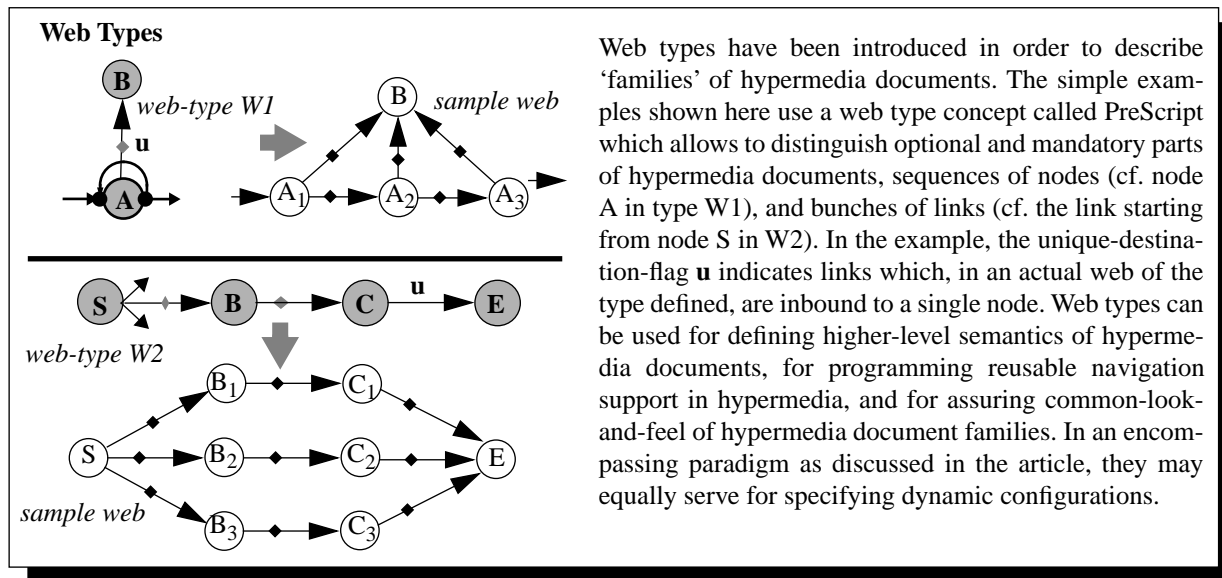 Web Types
B
web-type W1
u
A
B
sample web
A1
A2
A3
S
B
C
u
E
web-type W2
B1
C1
S
B2
C2
E
sample web
B3
C3
Web types have been introduced in order to describe
‘families’ of hypermedia documents. The simple exam-
ples shown here use a web type concept called PreScript
which allows to distinguish optional and mandatory parts
of hypermedia documents, sequences of nodes (cf. node
A in type W1), and bunches of links (cf. the link starting
from node S in W2). In the example, the unique-destina-
tion-flag u indicates links which, in an actual web of the
type defined, are inbound to a single node. Web types can
be used for defining higher-level semantics of hyperme-
dia documents, for programming reusable navigation
support in hypermedia, and for assuring common-look-
and-feel of hypermedia document families. In an encom-
passing paradigm as discussed in the article, they may
equally serve for specifying dynamic configurations.